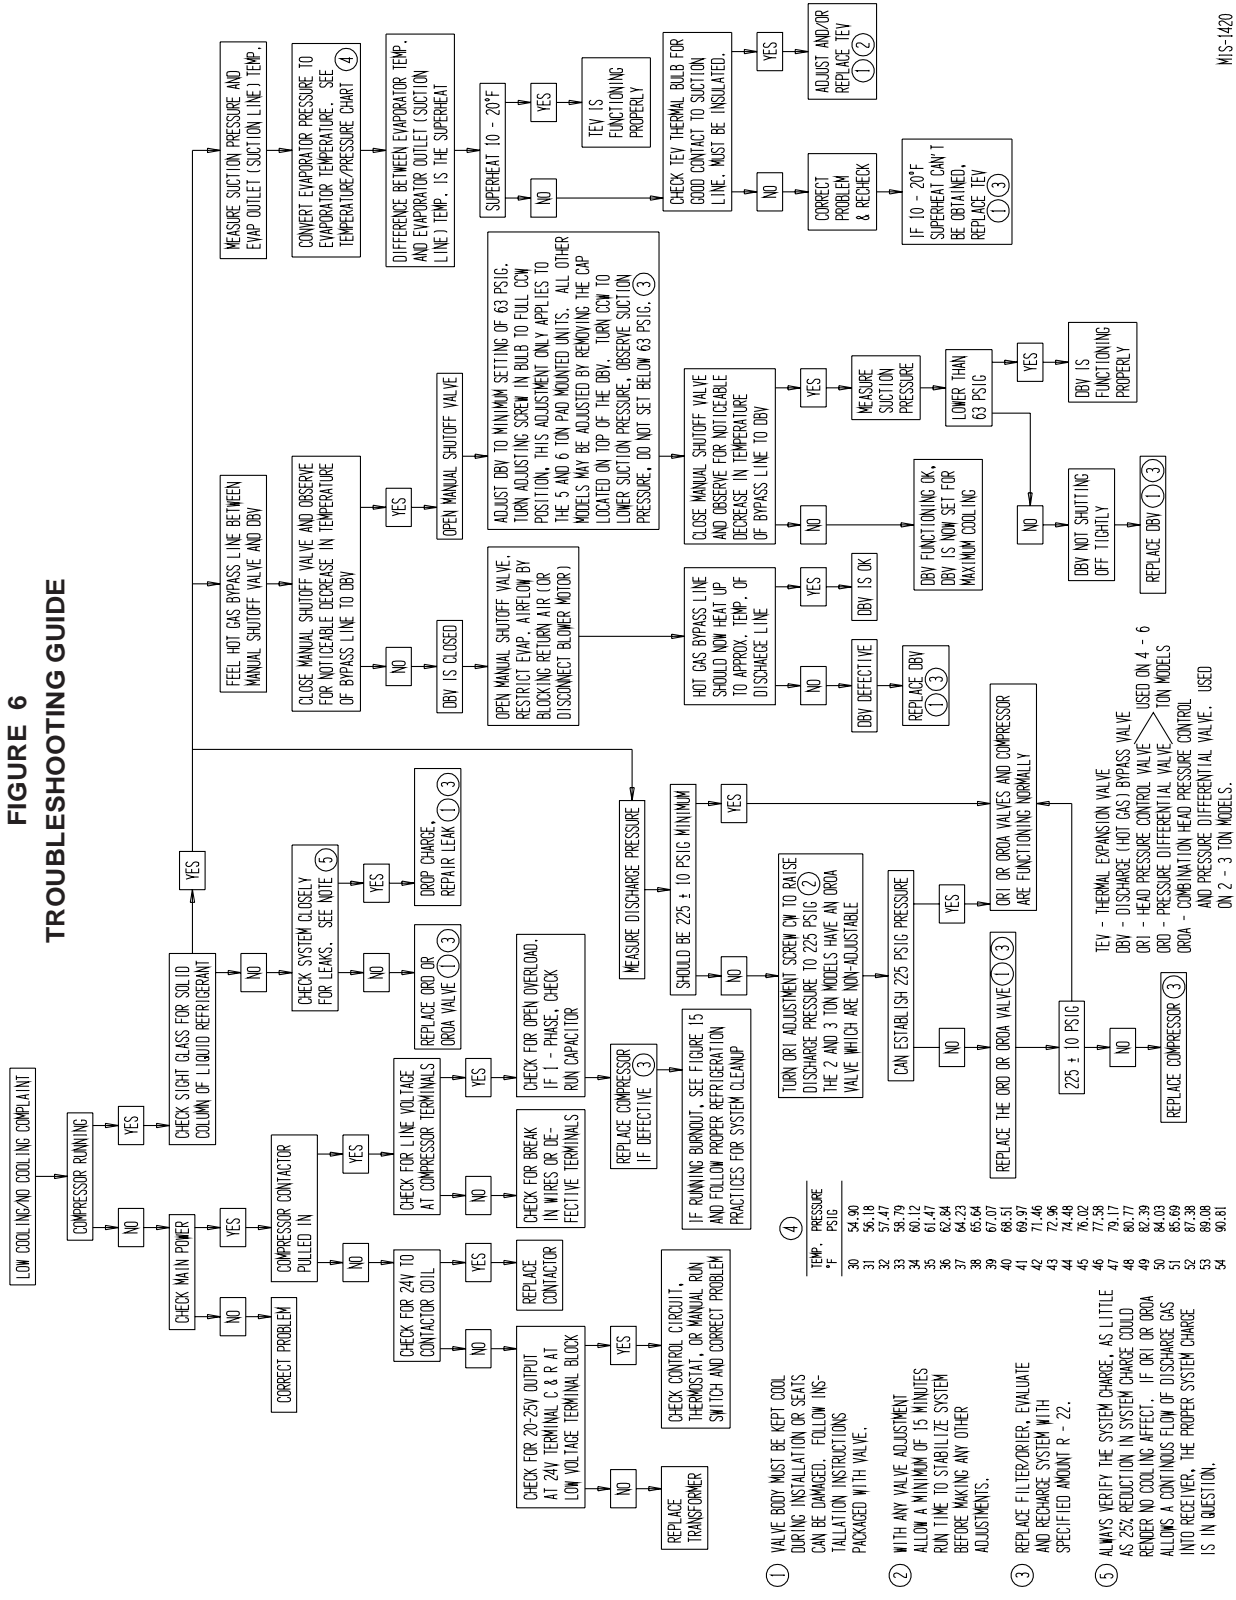 FIGURE 6
TROUBLESHOOTING GUIDE
LOW COOLING/NO COOLING COMPLAINT
COMPRESSOR RUNNING
NO
YES
CHECK MAIN POWER
NO
YES
CORRECT PROBLEM
COMPRESSOR CONTACTOR
PULLED IN
NO
YES
CHECK FOR 24V TO
CONTACTOR COIL
NO
YES
REPLACE
CONTACTOR
CHECK FOR 20-25V OUTPUT
AT 24V TERMINAL C & R AT
LOW VOLTAGE TERMINAL BLOCK
NO
YES
REPLACE
TRANSFORMER
CHECK CONTROL CIRCUIT,
THERMOSTAT, OR MANUAL RUN
SWITCH AND CORRECT PROBLEM
CHECK FOR LINE VOLTAGE
AT COMPRESSOR TERMINALS
NO
YES
CHECK FOR BREAK
IN WIRES OR DE-
FECTIVE TERMINALS
CHECK FOR OPEN OVERLOAD.
IF 1 - PHASE, CHECK
RUN CAPACITOR
REPLACE COMPRESSOR
IF DEFECTIVE 3
IF RUNNING BURNOUT, SEE FIGURE 15
AND FOLLOW PROPER REFRIGERATION
PRACTICES FOR SYSTEM CLEANUP
CHECK SIGHT GLASS FOR SOLID
COLUMN OF LIQUID REFRIGERANT
NO
YES
CHECK SYSTEM CLOSELY
FOR LEAKS. SEE NOTE 5
NO
YES
REPLACE ORD OR
OROA VALVE 1 3
DROP CHARGE,
REPAIR LEAK 1 3
MEASURE DISCHARGE PRESSURE
SHOULD BE 225 ± 10 PSIG MINIMUM
NO
YES
TURN ORI ADJUSTMENT SCREW CW TO RAISE
DISCHARGE PRESSURE TO 225 PSIG 2
THE 2 AND 3 TON MODELS HAVE AN OROA
VALVE WHICH ARE NON-ADJUSTABLE
CAN ESTABLISH 225 PSIG PRESSURE
NO
YES
REPLACE THE ORD OR OROA VALVE 1 3
ORI OR OROA VALVES AND COMPRESSOR
ARE FUNCTIONING NORMALLY
225 ± 10 PSIG
NO
REPLACE COMPRESSOR 3
FEEL HOT GAS BYPASS LINE BETWEEN
MANUAL SHUTOFF VALVE AND DBV
CLOSE MANUAL SHUTOFF VALVE AND OBSERVE
FOR NOTICEABLE DECREASE IN TEMPERATURE
OF BYPASS LINE TO DBV
NO
YES
DBV IS CLOSED
OPEN MANUAL SHUTOFF VALVE
OPEN MANUAL SHUTOFF VALVE,
RESTRICT EVAP. AIRFLOW BY
BLOCKING RETURN AIR (OR
DISCONNECT BLOWER MOTOR)
ADJUST DBV TO MINIMUM SETTING OF 63 PSIG.
TURN ADJUSTING SCREW IN BULB TO FULL CCW
POSITION, THIS ADJUSTMENT ONLY APPLIES TO
THE 5 AND 6 TON PAD MOUNTED UNITS. ALL OTHER
MODELS MAY BE ADJUSTED BY REMOVING THE CAP
LOCATED ON TOP OF THE DBV. TURN CCW TO
LOWER SUCTION PRESSURE, OBSERVE SUCTION
PRESSURE, DO NOT SET BELOW 63 PSIG. 3
HOT GAS BYPASS LINE
SHOULD NOW HEAT UP
TO APPROX. TEMP. OF
DISCHAEGE LINE
NO
YES
DBV DEFECTIVE
DBV IS OK
REPLACE DBV
1 3
CLOSE MANUAL SHUTOFF VALVE
AND OBSERVE FOR NOTICEABLE
DECREASE IN TEMPERATURE
OF BYPASS LINE TO DBV
NO
YES
DBV FUNCTIONING OK,
DBV IS NOW SET FOR
MAXIMUM COOLING
MEASURE
SUCTION
PRESSURE
LOWER THAN
63 PSIG
NO
YES
DBV NOT SHUTTING
OFF TIGHTLY
DBV IS
FUNCTIONING
PROPERLY
REPLACE DBV 1 3
MEASURE SUCTION PRESSURE AND
EVAP OUTLET (SUCTION LINE) TEMP.
CONVERT EVAPORATOR PRESSURE TO
EVAPORATOR TEMPERATURE. SEE
TEMPERATURE/PRESSURE CHART 4
DIFFERENCE BETWEEN EVAPORATOR TEMP.
AND EVAPORATOR OUTLET (SUCTION
LINE) TEMP. IS THE SUPERHEAT
SUPERHEAT 10 - 20°F
NO
YES
TEV IS
FUNCTIONING
PROPERLY
CHECK TEV THERMAL BULB FOR
GOOD CONTACT TO SUCTION
LINE. MUST BE INSULATED.
NO
YES
CORRECT
PROBLEM
& RECHECK
ADJUST AND/OR
REPLACE TEV
1 2
IF 10 - 20°F
SUPERHEAT CAN'T
BE OBTAINED,
REPLACE TEV
1 3
1 VALVE BODY MUST BE KEPT COOL
DURING INSTALLATION OR SEATS
CAN BE DAMAGED. FOLLOW INS-
TALLATION INSTRUCTIONS
PACKAGED WITH VALVE.
2 WITH ANY VALVE ADJUSTMENT
ALLOW A MINIMUM OF 15 MINUTES
RUN TIME TO STABILIZE SYSTEM
BEFORE MAKING ANY OTHER
ADJUSTMENTS.
3 REPLACE FILTER/DRIER, EVALUATE
AND RECHARGE SYSTEM WITH
SPECIFIED AMOUNT R - 22.
5 ALWAYS VERIFY THE SYSTEM CHARGE, AS LITTLE
AS 25% REDUCTION IN SYSTEM CHARGE COULD
RENDER NO COOLING AFFECT. IF ORI OR OROA
ALLOWS A CONTINOUS FLOW OF DISCHARGE GAS
INTO RECEIVER, THE PROPER SYSTEM CHARGE
IS IN QUESTION.
4
TEMP. PRESSURE
°F PSIG
30 54.90
31 56.18
32 57.47
33 58.79
34 60.12
35 61.47
36 62.84
37 64.23
38 65.64
39 67.07
40 68.51
41 69.97
42 71.46
43 72.96
44 74.48
45 76.02
46 77.58
47 79.17
48 80.77
49 82.39
50 84.03
51 85.69
52 87.38
53 89.08
54 90.81
TEV - THERMAL EXPANSION VALVE
DBV - DISCHARGE (HOT GAS) BYPASS VALVE
ORI - HEAD PRESSURE CONTROL VALVE USED ON 4 - 6
ORD - PRESSURE DIFFERENTIAL VALVE TON MODELS
OROA - COMBINATION HEAD PRESSURE CONTROL
AND PRESSURE DIFFERENTIAL VALVE. USED
ON 2 - 3 TON MODELS.
MIS-1420